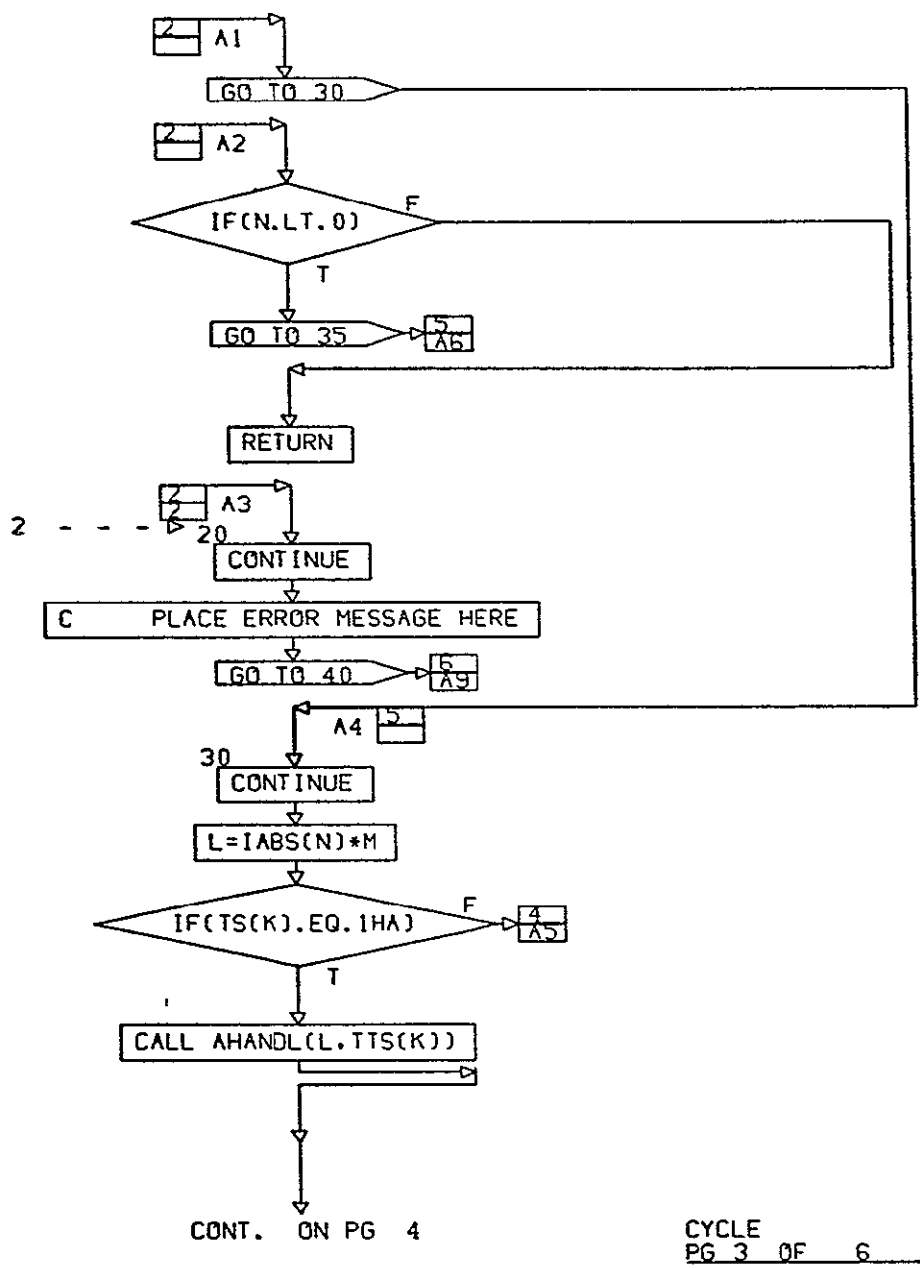 2
A1
GO TO 30
2
A2
IF(N.LT.0)
F
T
GO TO 35
5
A6
RETURN
2
2
A3
2 - - - 20
CONTINUE
C PLACE ERROR MESSAGE HERE
GO TO 40
6
A9
A4
5
30
CONTINUE
L=IABS(N)*M
IF(TS(K).EQ.1HA)
F
4
A5
T
CALL AHANDL(L.TTS(K))
CONT. ON PG 4
CYCLE
PG 3 OF 6